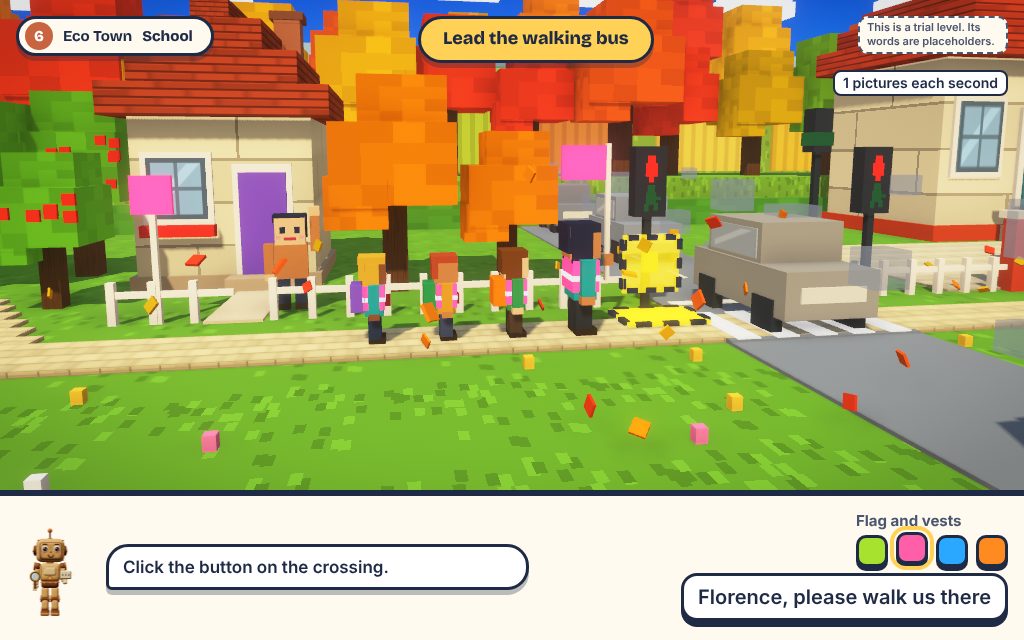 6 Eco Town School
Lead the walking bus
This is a trial level. Its
words are placeholders.
1 pictures each second
Flag and vests
Click the button on the crossing.
Florence, please walk us there